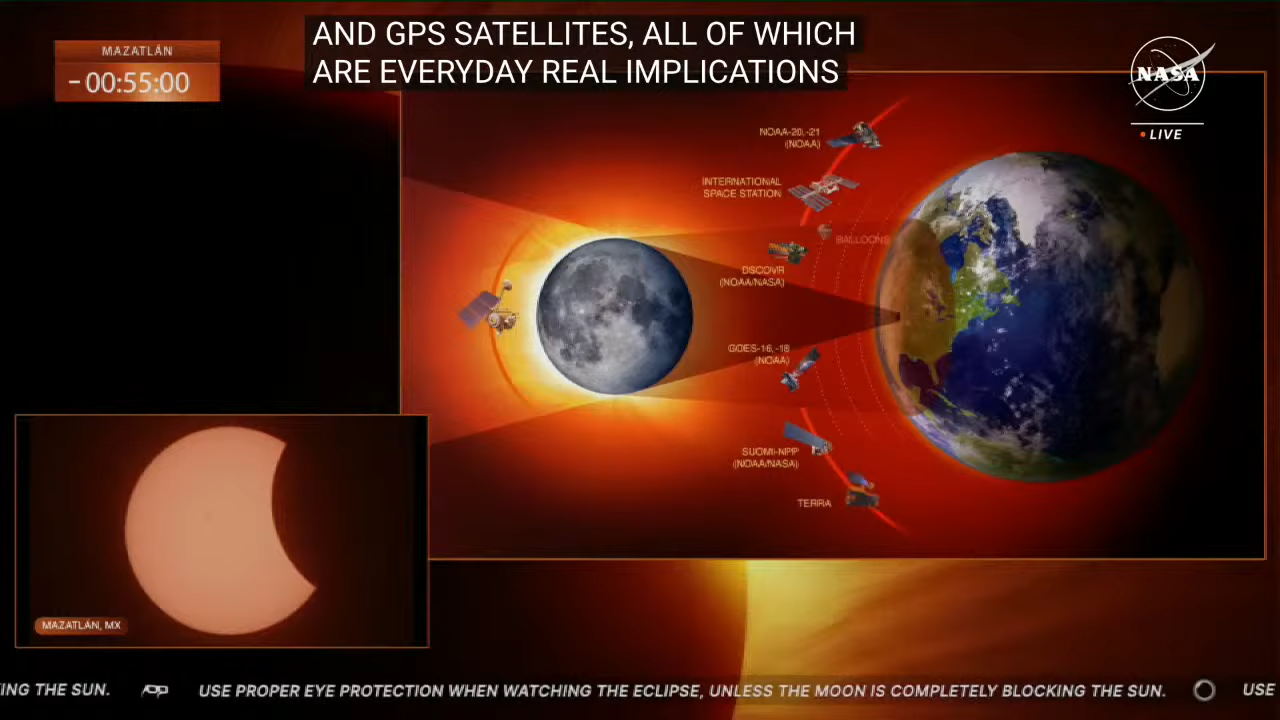 AND GPS SATELLITES, ALL OF WHICH
ARE EVERYDAY REAL IMPLICATIONS
MAZATLÁN
-00:55:00
NASA
LIVE
NOAA-20,-21
(NOAA)
INTERNATIONAL
SPACE STATION
BALLOONS
DSCOVR
(NOAA/NASA)
GOES-16,-18
(NOAA)
SUOMI-NPP
(NOAA/NASA)
TERRA
MAZATLÁN, MX
ING THE SUN. USE PROPER EYE PROTECTION WHEN WATCHING THE ECLIPSE, UNLESS THE MOON IS COMPLETELY BLOCKING THE SUN. USE